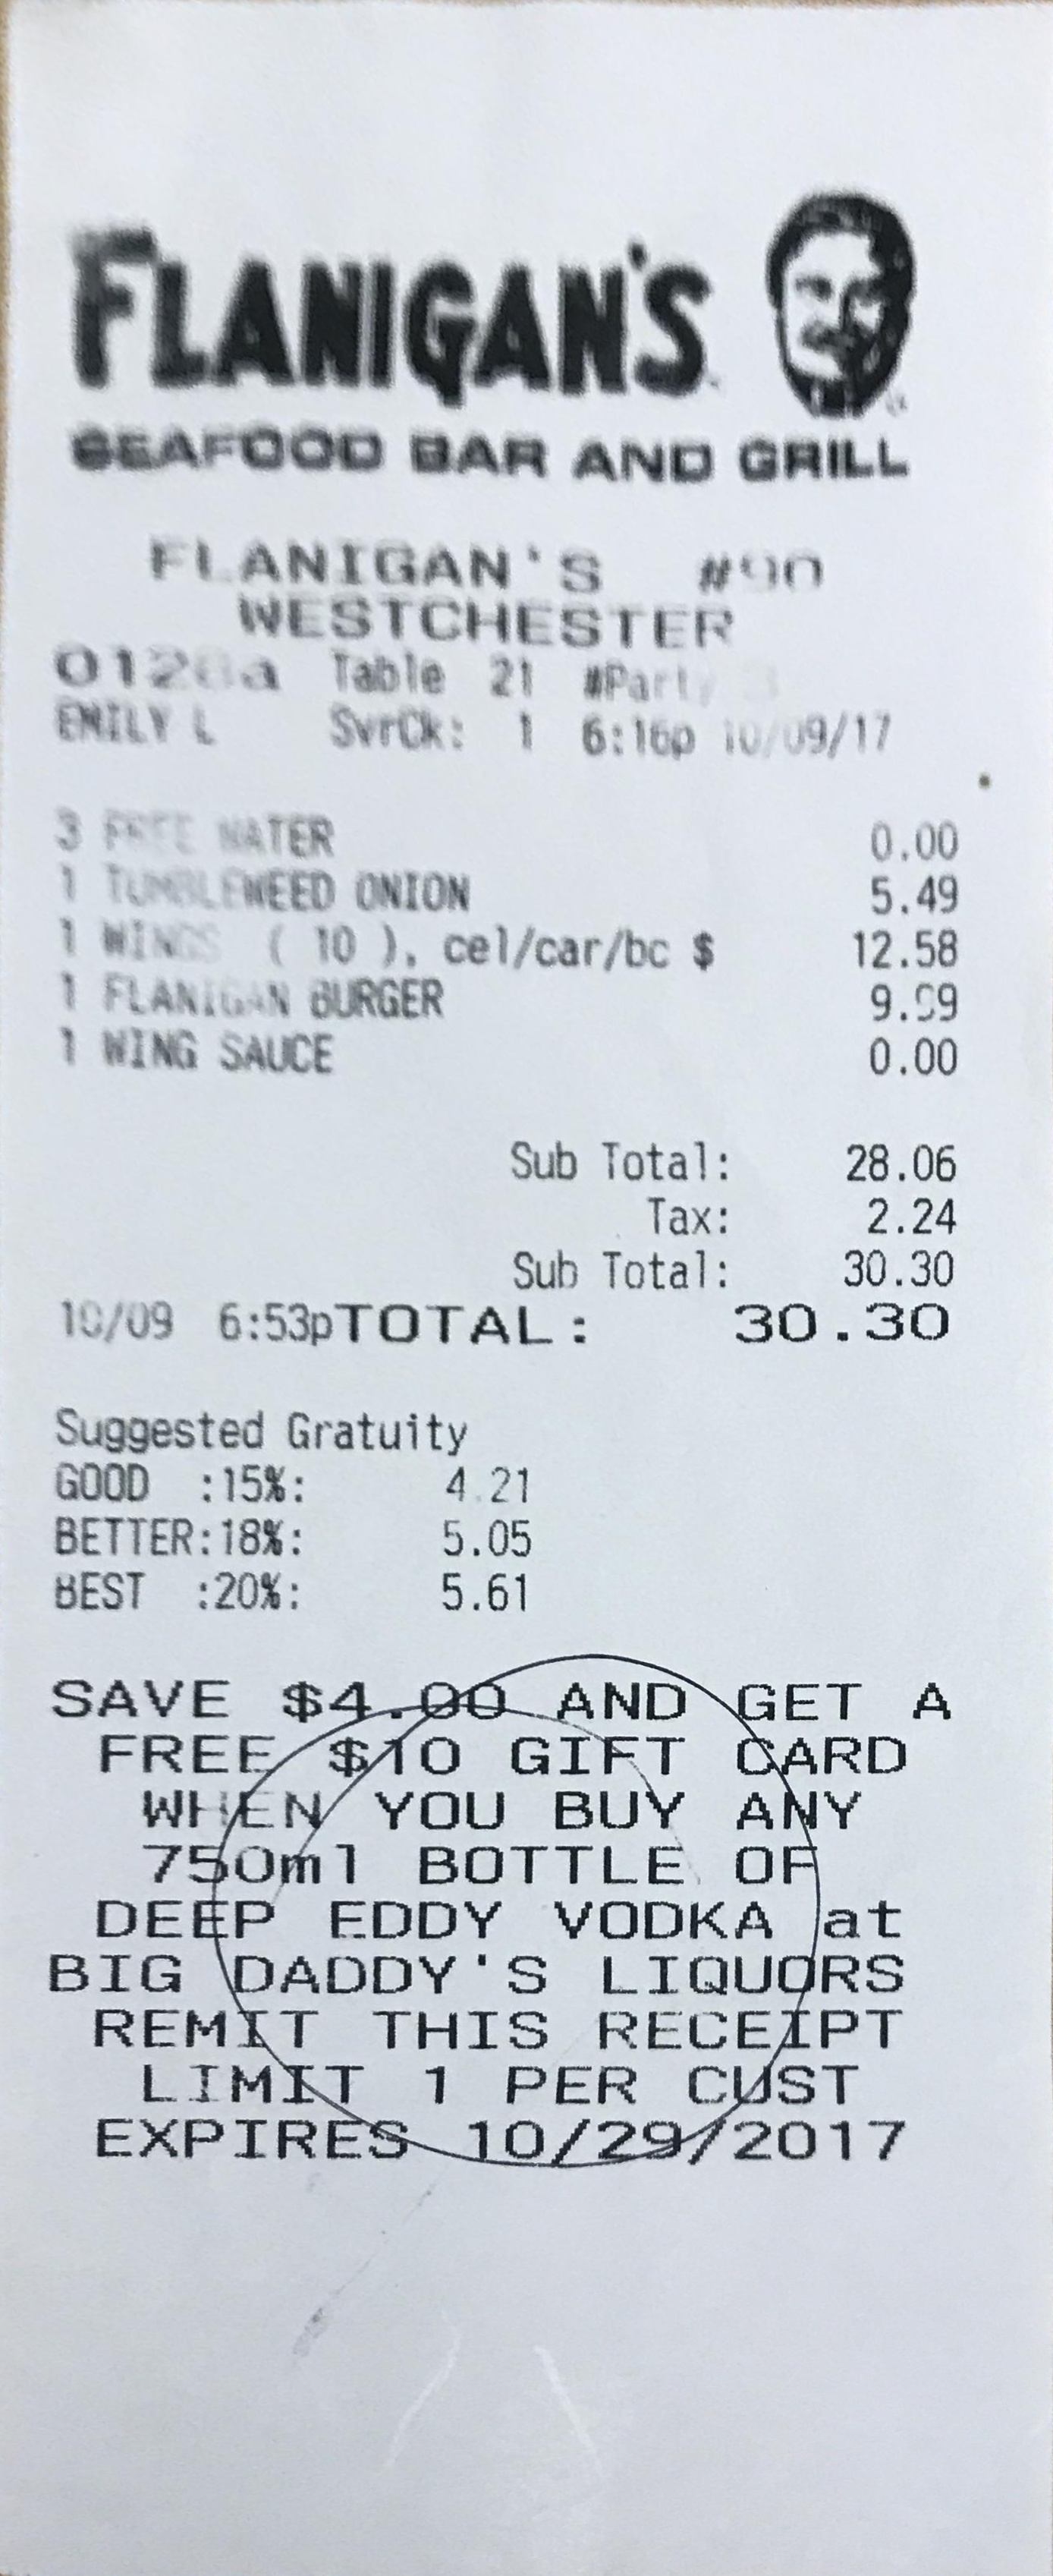 FLANIGAN'S
SEAFOOD BAR AND GRILL
FLANIGAN'S #90
WESTCHESTER
Table 21 #Party 3
EMILY L SvrCk: 1 6:16p 10/09/17
3 FREE WATER 0.00
1 TUMBLEWEED ONION 5.49
1 WINGS ( 10 ), cel/car/bc $ 12.58
1 FLANIGAN BURGER 9.99
1 WING SAUCE 0.00
Sub Total: 28.06
Tax: 2.24
Sub Total: 30.30
10/09 6:53pTOTAL: 30.30
Suggested Gratuity
GOOD :15%: 4.21
BETTER:18%: 5.05
BEST :20%: 5.61
SAVE $4.00 AND GET A
FREE $10 GIFT CARD
WHEN YOU BUY ANY
750ml BOTTLE OF
DEEP EDDY VODKA at
BIG DADDY'S LIQUORS
REMIT THIS RECEIPT
LIMIT 1 PER CUST
EXPIRES 10/29/2017